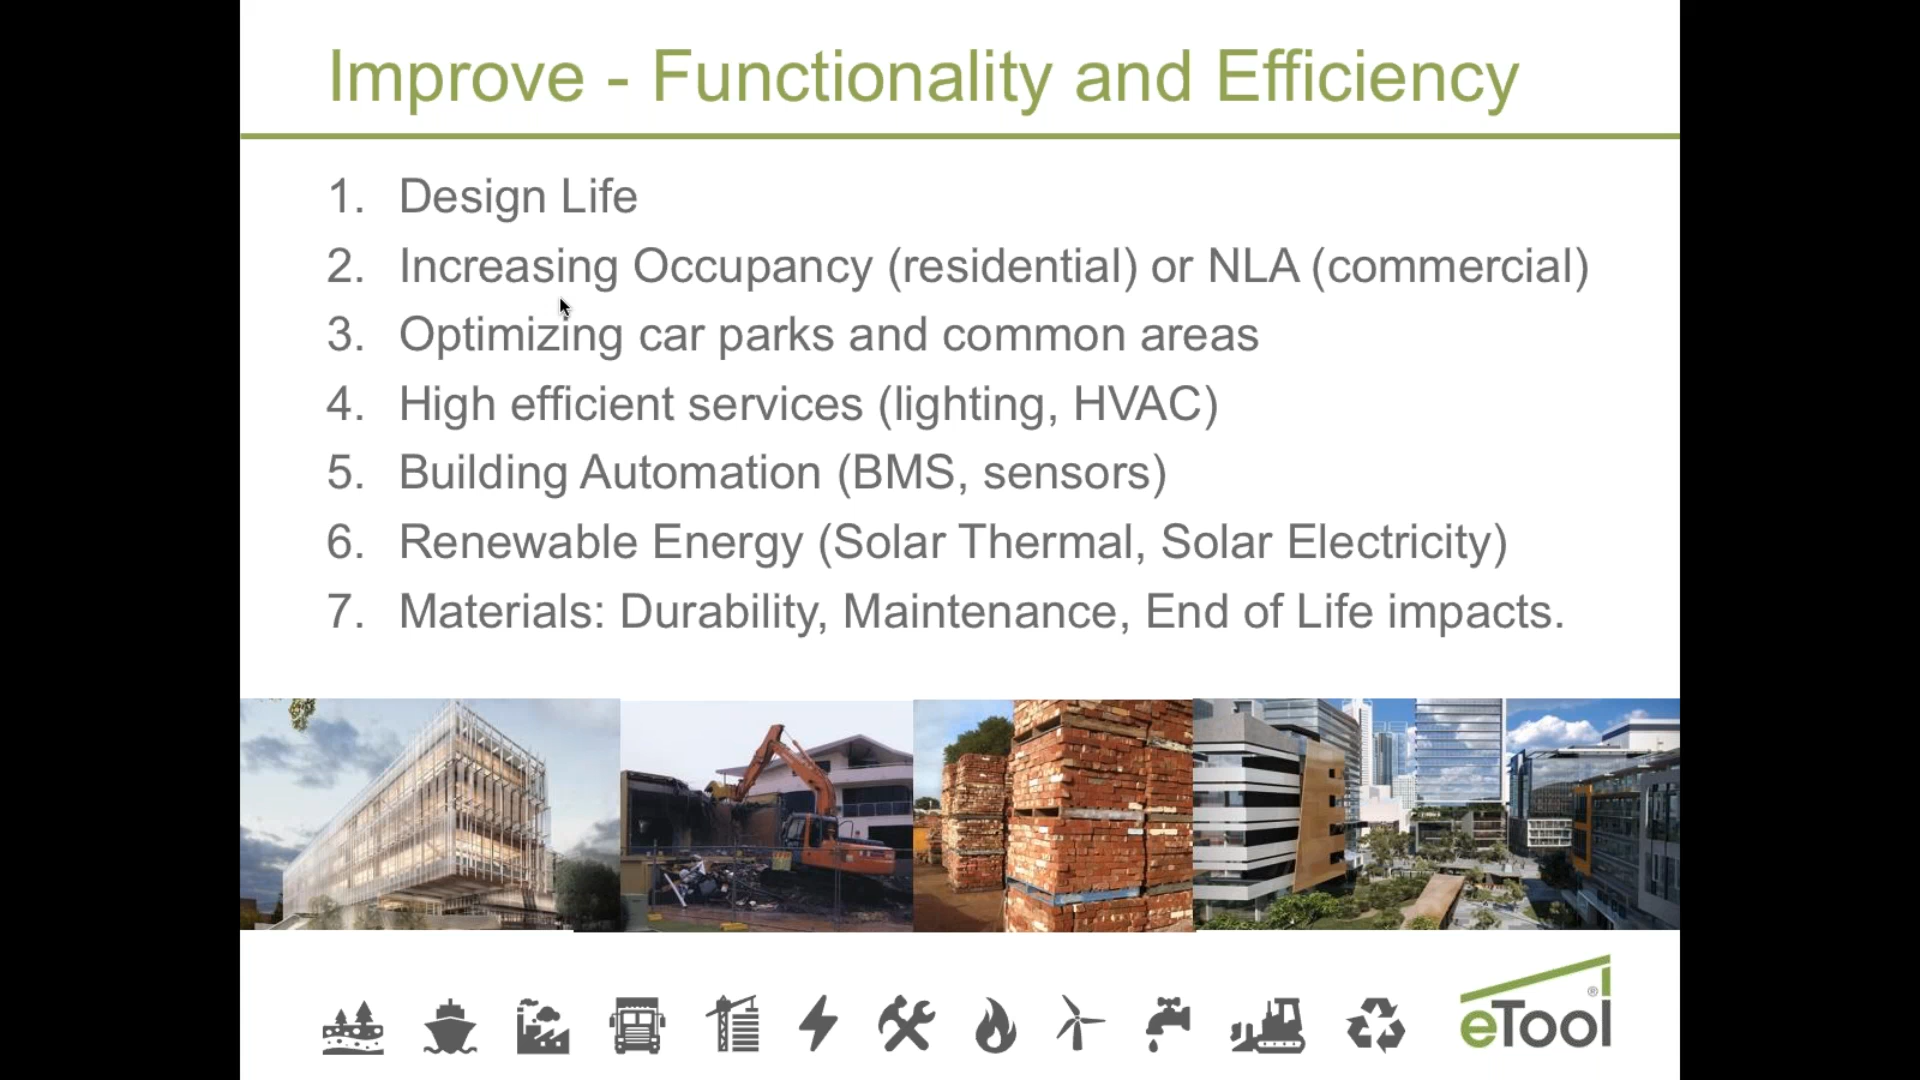 Improve - Functionality and Efficiency
1. Design Life
2. Increasing Occupancy (residential) or NLA (commercial)
3. Optimizing car parks and common areas
4. High efficient services (lighting, HVAC)
5. Building Automation (BMS, sensors)
6. Renewable Energy (Solar Thermal, Solar Electricity)
7. Materials: Durability, Maintenance, End of Life impacts.
eTool®